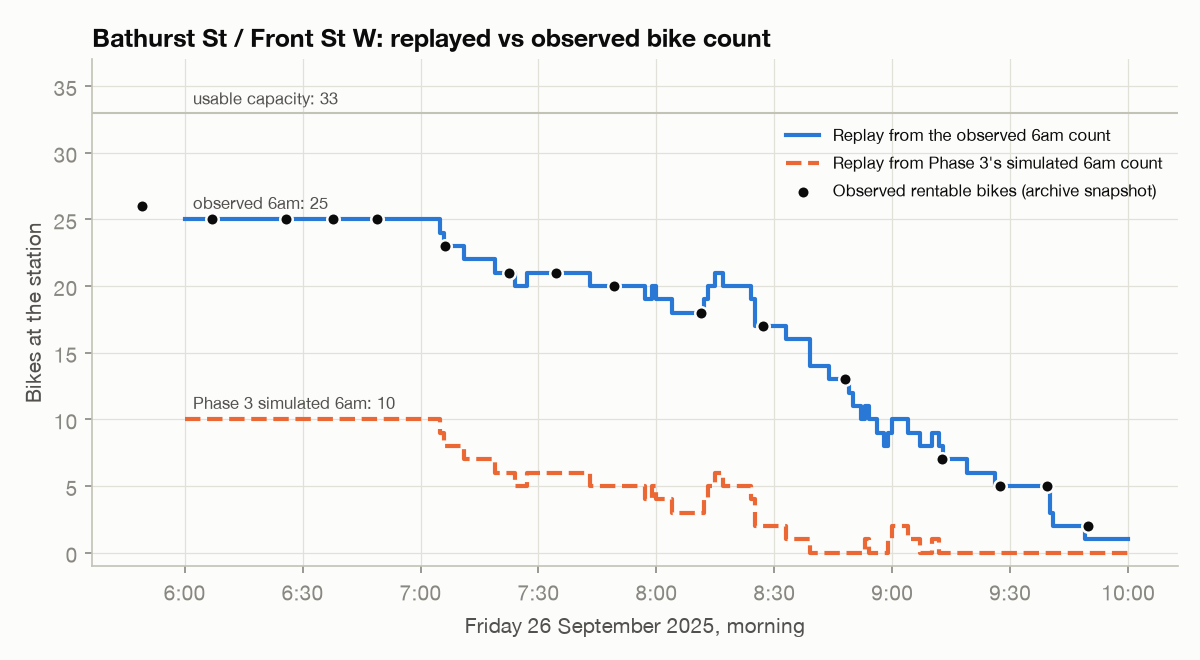 Bathurst St / Front St W: replayed vs observed bike count
35
usable capacity: 33
Replay from the observed 6am count
30
Replay from Phase 3's simulated 6am count
Observed rentable bikes (archive snapshot)
observed 6am: 25
25
20
15
Phase 3 simulated 6am: 10
10
5
0
Bikes at the station
6:00 6:30 7:00 7:30 8:00 8:30 9:00 9:30 10:00
Friday 26 September 2025, morning